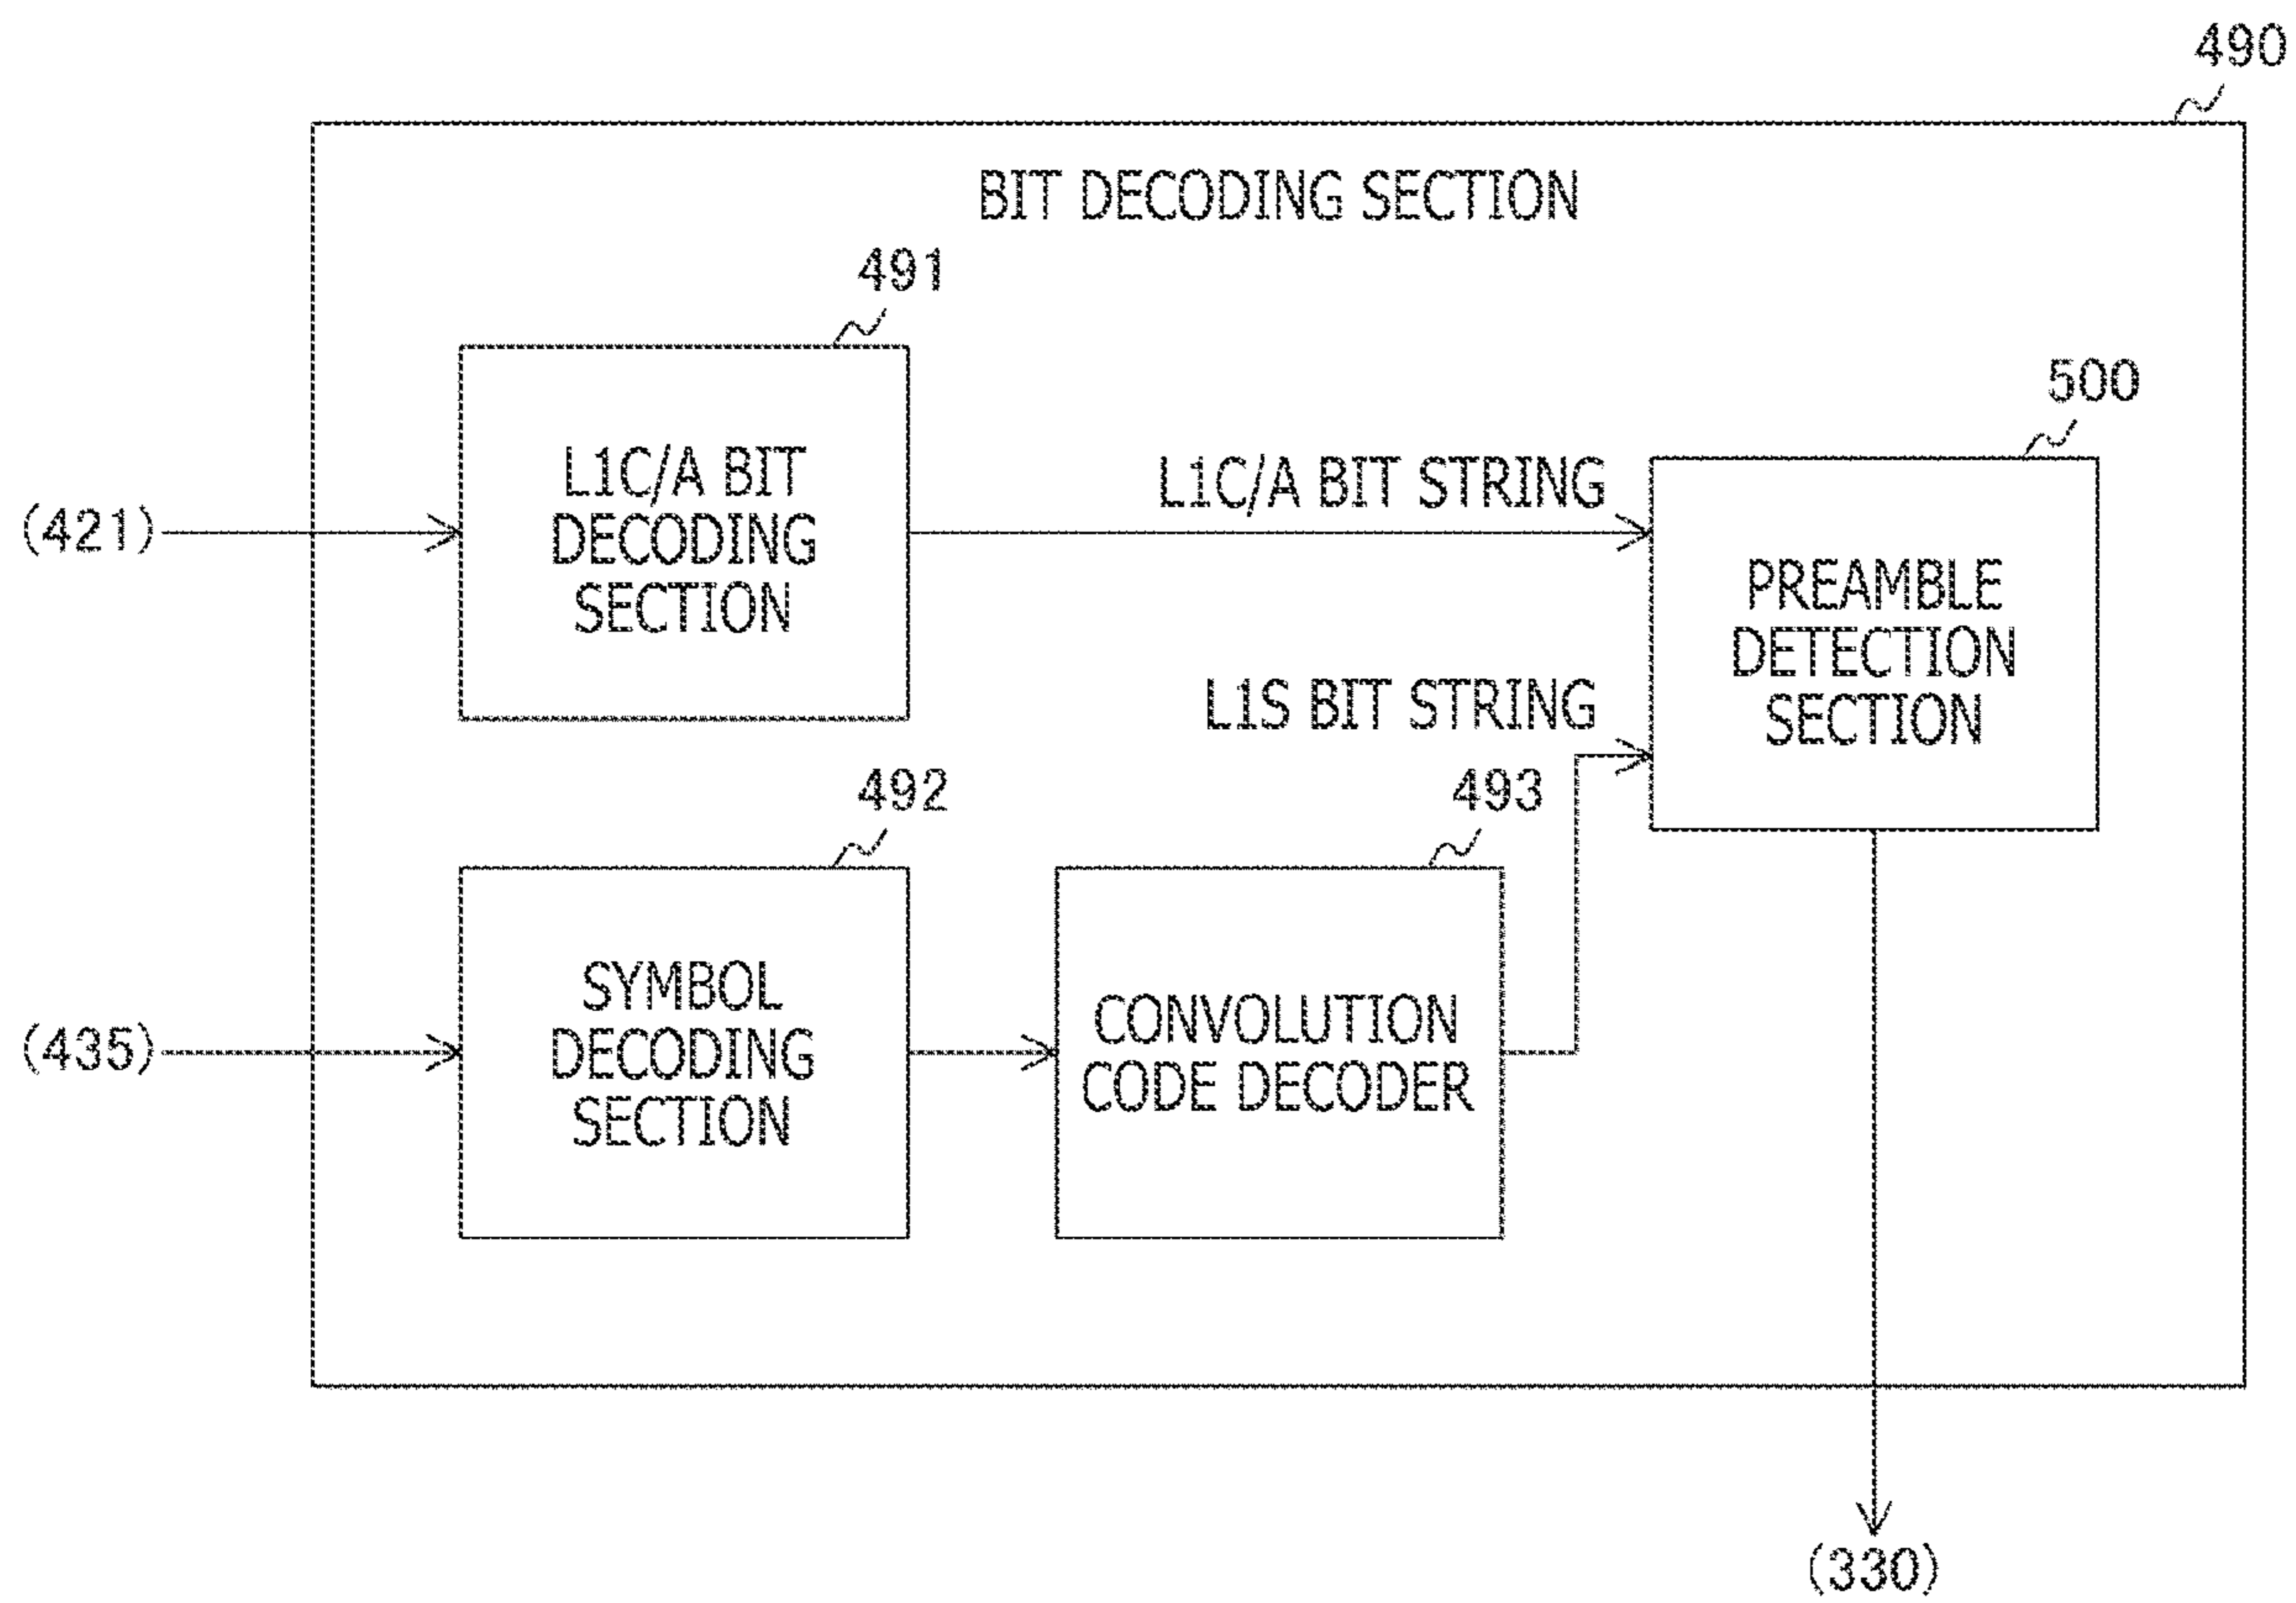 490
BIT DECODING SECTION
491
500
L1C/A BIT
DECODING
SECTION
L1C/A BIT STRING
(421)
PREAMBLE
DETECTION
SECTION
L1S BIT STRING
492
493
SYMBOL
DECODING
SECTION
CONVOLUTION
CODE DECODER
(435)
(330)